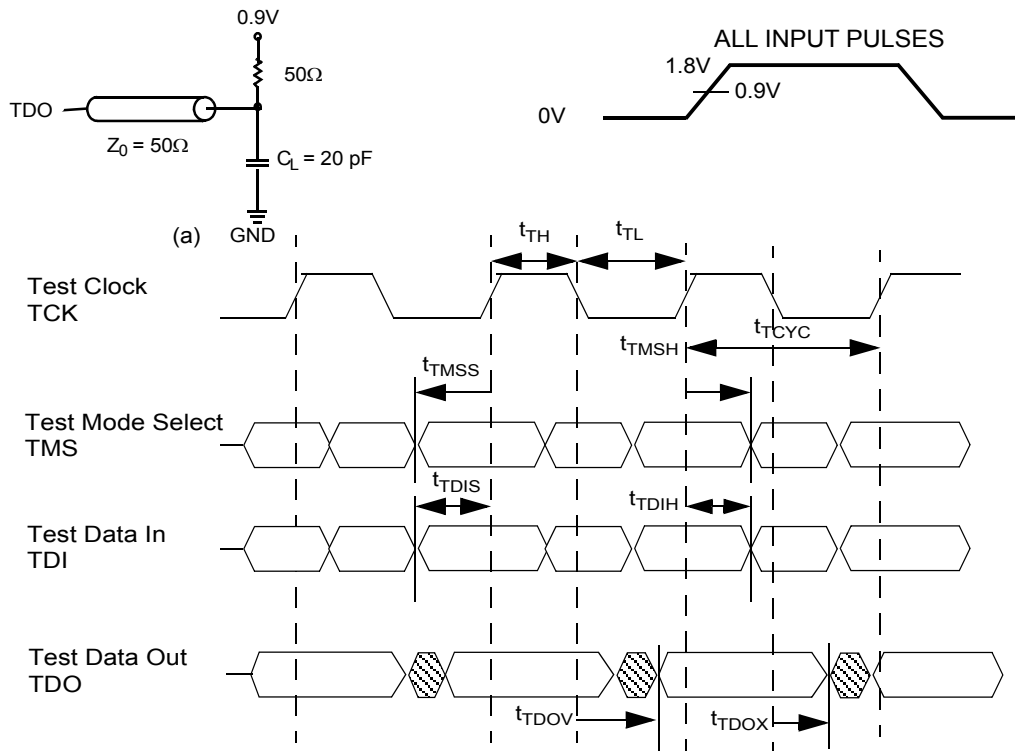 0.9V
50Ω
TDO
Z0 = 50Ω
CL = 20 pF
(a) GND
ALL INPUT PULSES
1.8V
0.9V
0V
tTH
tTL
Test Clock
TCK
tTMSH
tTCYC
tTMSS
Test Mode Select
TMS
tTDIS
tTDIH
Test Data In
TDI
Test Data Out
TDO
tTDOV
tTDOX